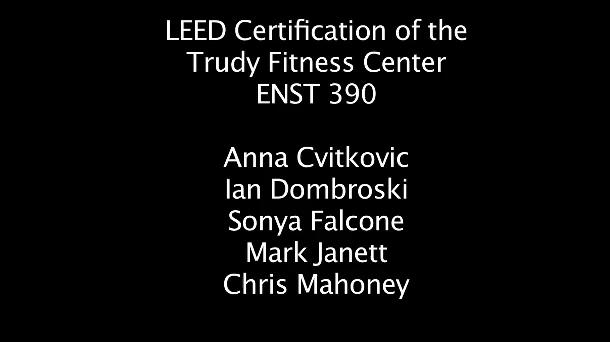 LEED Certification of the
Trudy Fitness Center
ENST 390
Anna Cvitkovic
Ian Dombroski
Sonya Falcone
Mark Janett
Chris Mahoney